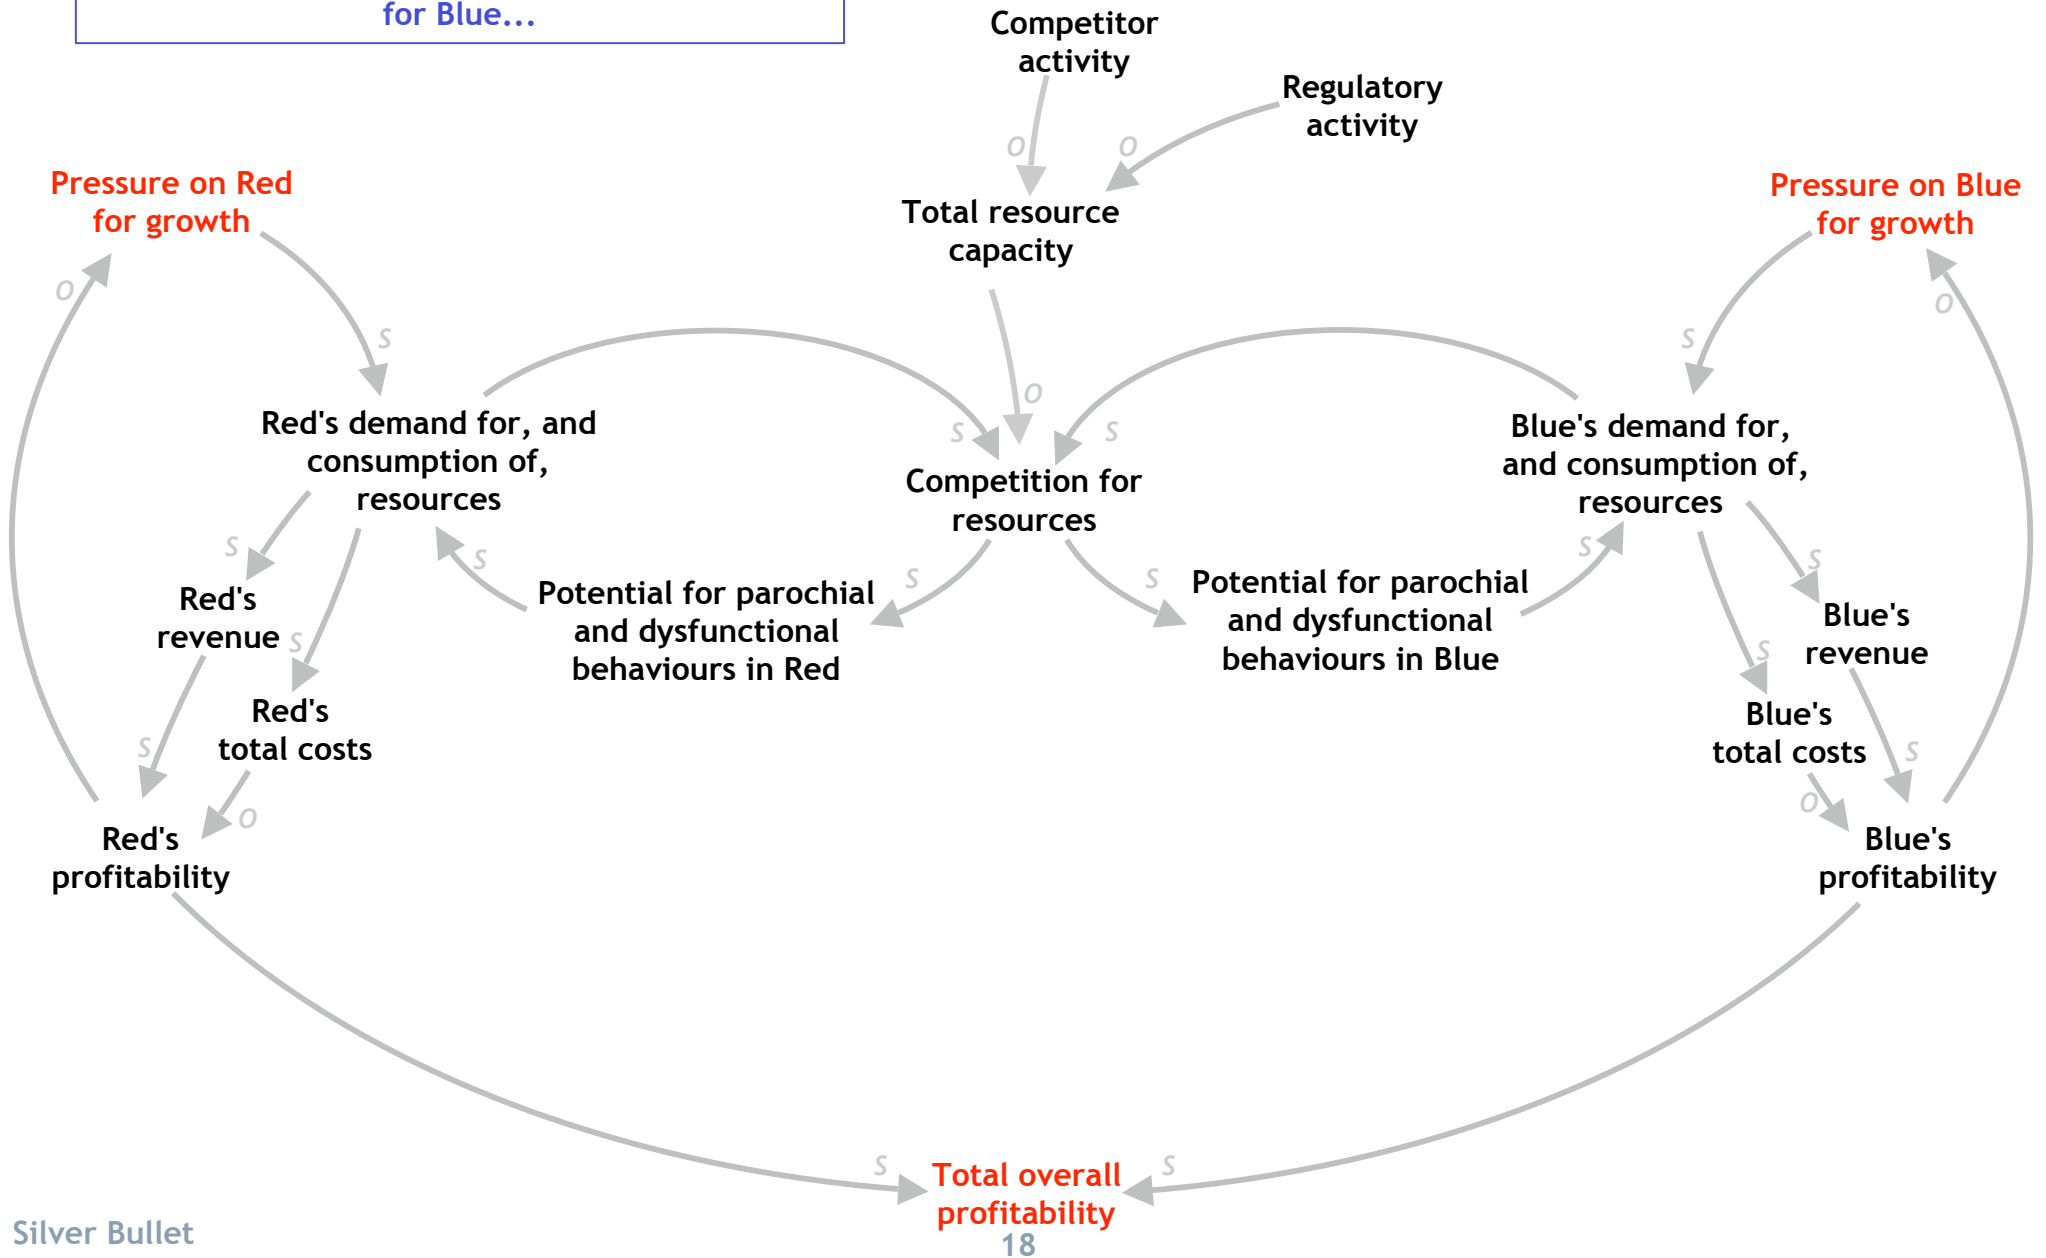 for Blue...
Competitor
activity
Regulatory
activity
O
O
Pressure on Red
for growth
Total resource
capacity
Pressure on Blue
for growth
O
O
S
S
O
S
S
Red's demand for, and
consumption of,
resources
Competition for
resources
Blue's demand for,
and consumption of,
resources
S
S
S
S
S
S
Red's
revenue
Potential for parochial
and dysfunctional
behaviours in Red
Potential for parochial
and dysfunctional
behaviours in Blue
Blue's
revenue
S
S
Red's
total costs
Blue's
total costs
S
S
O
O
Red's
profitability
Blue's
profitability
S
S
Total overall
profitability
Silver Bullet
18